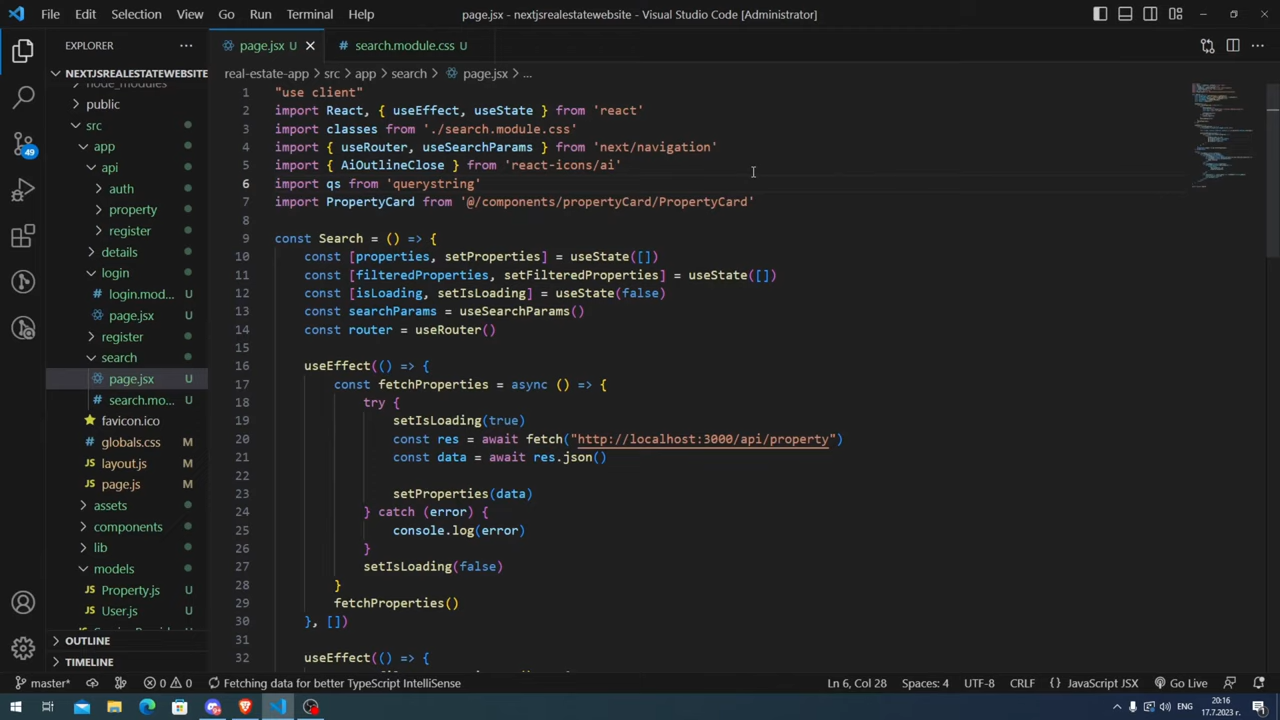 File Edit Selection View Go Run Terminal Help
page.jsx - nextjsrealestatewebsite - Visual Studio Code [Administrator]
EXPLORER
NEXTJSREALESTATEWEBSITE
node_modules
public
src
app
api
auth
property
register
details
login
login.mod...
page.jsx U
register
search
page.jsx U
search.mo... U
favicon.ico
globals.css M
layout.js M
page.js M
assets
components
lib
models
Property.js U
User.js U
OUTLINE
TIMELINE
49
page.jsx U
search.module.css U
real-estate-app > src > app > search > page.jsx > ...
1 "use client"
2 import React, { useEffect, useState } from 'react'
3 import classes from './search.module.css'
4 import { useRouter, useSearchParams } from 'next/navigation'
5 import { AiOutlineClose } from 'react-icons/ai'
6 import qs from 'querystring'
7 import PropertyCard from '@/components/propertyCard/PropertyCard'
8
9 const Search = () => {
10 const [properties, setProperties] = useState([])
11 const [filteredProperties, setFilteredProperties] = useState([])
12 const [isLoading, setIsLoading] = useState(false)
13 const searchParams = useSearchParams()
14 const router = useRouter()
15
16 useEffect(() => {
17 const fetchProperties = async () => {
18 try {
19 setIsLoading(true)
20 const res = await fetch("http://localhost:3000/api/property")
21 const data = await res.json()
22
23 setProperties(data)
24 } catch (error) {
25 console.log(error)
26 }
27 setIsLoading(false)
28 }
29 fetchProperties()
30 }, [])
31
32 useEffect(() => {
master* 0 0 Fetching data for better TypeScript IntelliSense
Ln 6, Col 28 Spaces: 4 UTF-8 CRLF {} JavaScript JSX Go Live
ENG
20:16
17.7.2023 г.